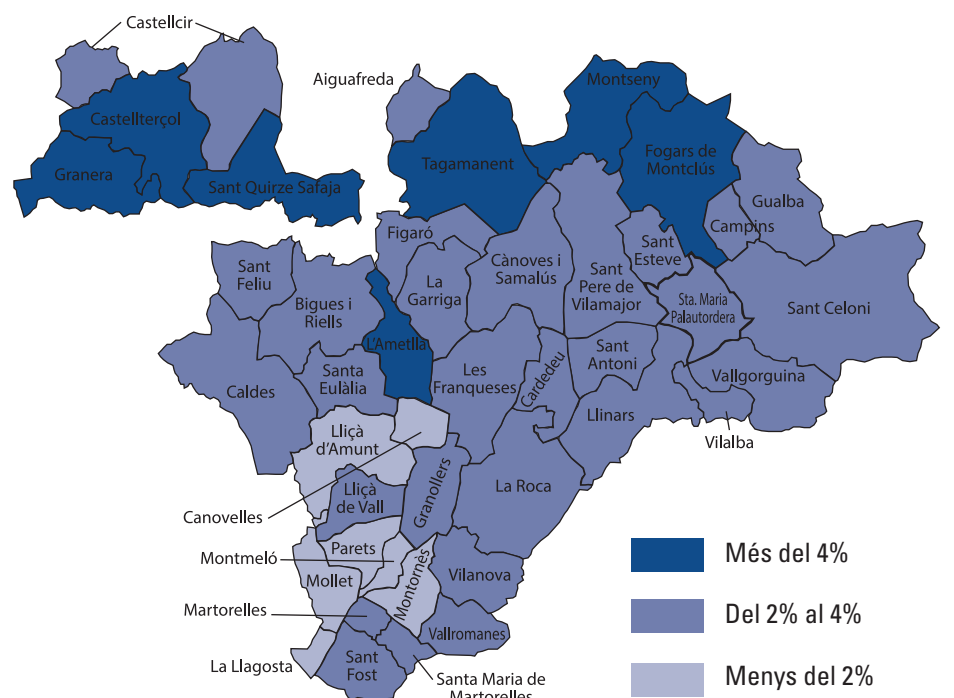 Castellcir
Aiguafreda
Montseny
Castellterçol
Tagamanent
Fogars de
Montclús
Granera
Sant Quirze Safaja
Gualba
Campins
Figaró
Sant
Esteve
Cànoves i
Samalús
Sant
Feliu
La
Garriga
Sant
Pere de
Vilamajor
Bigues i
Riells
Sta. Maria
Palautordera
Sant Celoni
L'Ametlla
Sant
Antoni
Santa
Eulàlia
Les
Franqueses
Cardedeu
Vallgorguina
Caldes
Llinars
Lliçà
d'Amunt
Vilalba
Lliçà
de Vall
Granollers
La Roca
Canovelles
Parets
Montmeló
Més del 4%
Mollet
Montornès
Vilanova
Martorelles
Del 2% al 4%
Vallromanes
La Llagosta
Sant
Fost
Santa Maria de
Martorelles
Menys del 2%